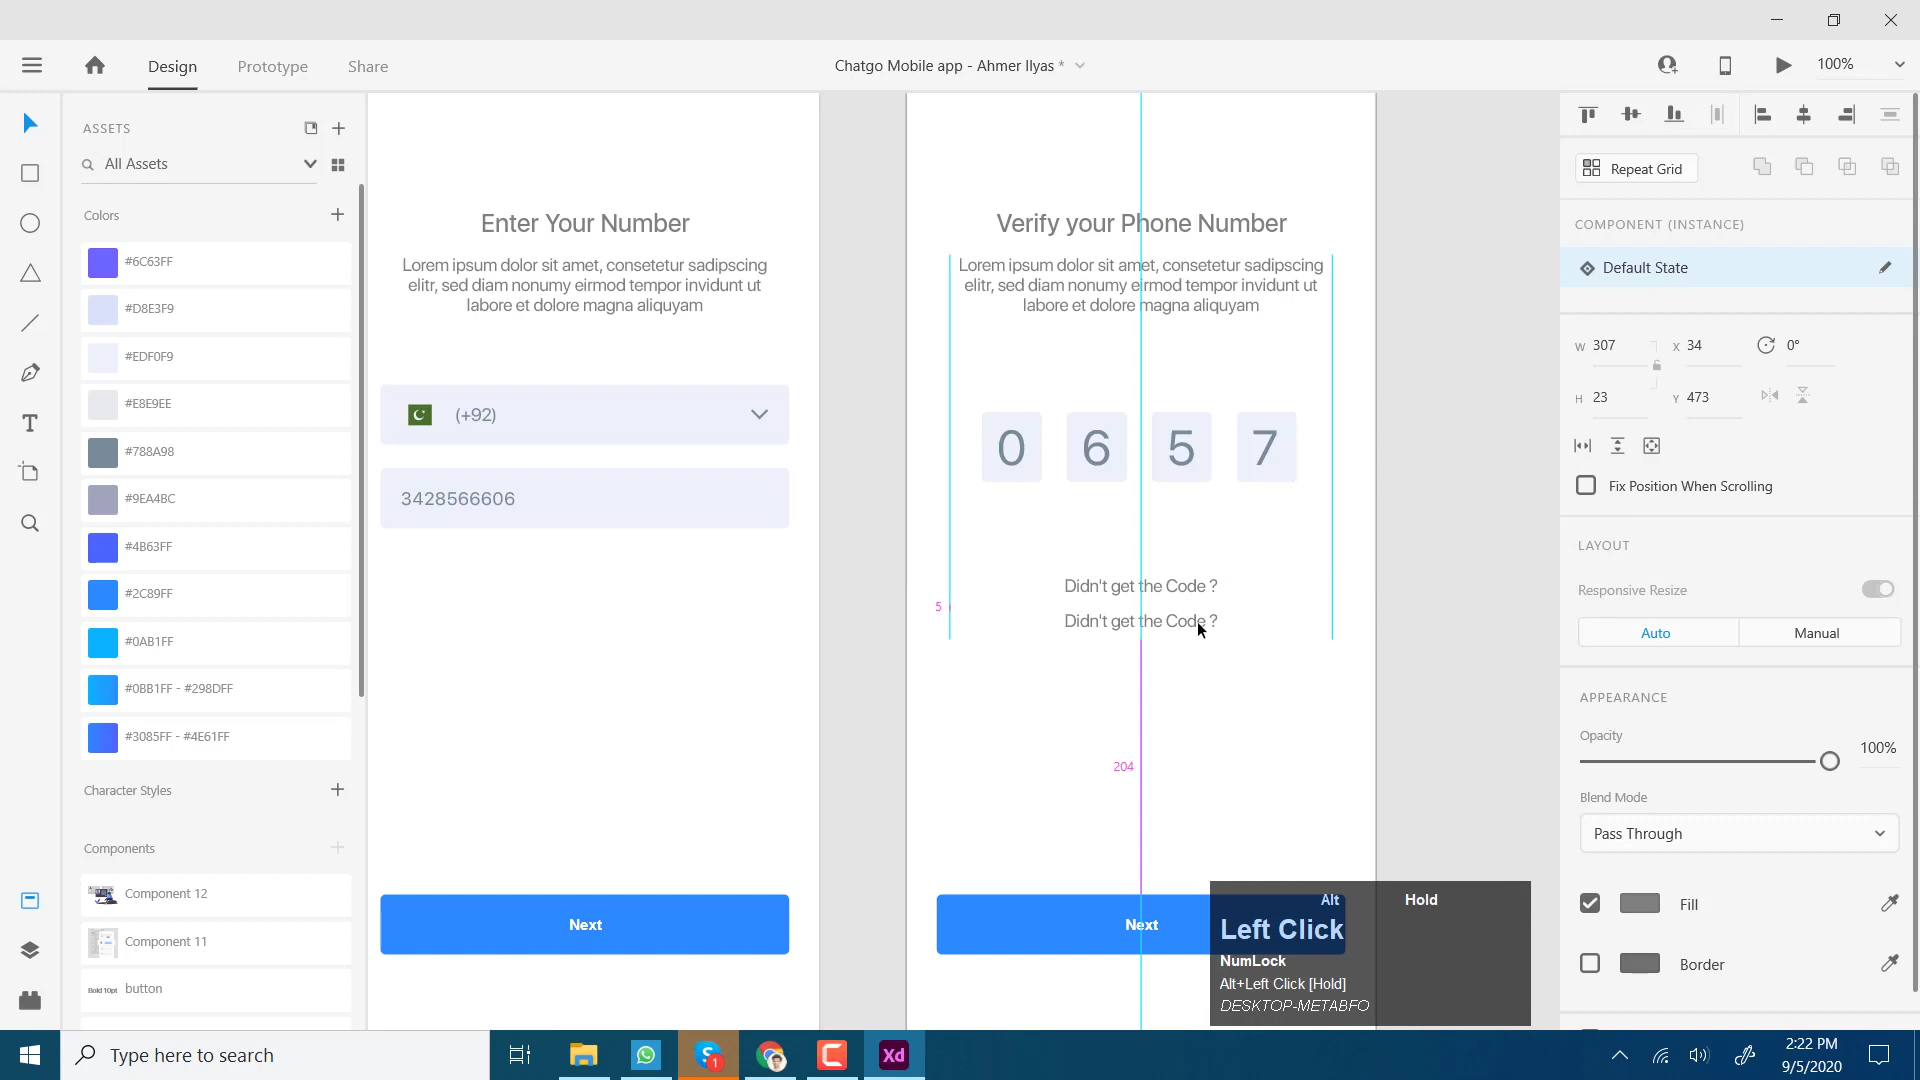 Design
Prototype
Share
Chatgo Mobile app - Ahmer Ilyas *
100%
ASSETS
All Assets
Colors
#6C63FF
#D8E3F9
#EDF0F9
#E8E9EE
#788A98
#9EA4BC
#4B63FF
#2C89FF
#0AB1FF
#0BB1FF - #298DFF
#3085FF - #4E61FF
Character Styles
Components
Component 12
Component 11
Bold 10pt button
Enter Your Number
Lorem ipsum dolor sit amet, consetetur sadipscing
elitr, sed diam nonumy eirmod tempor invidunt ut
labore et dolore magna aliquyam
(+92)
3428566606
Next
Verify your Phone Number
Lorem ipsum dolor sit amet, consetetur sadipscing
elitr, sed diam nonumy eirmod tempor invidunt ut
labore et dolore magna aliquyam
0 6 5 7
Didn't get the Code ?
5
Didn't get the Code ?
204
Next
Alt Hold
Left Click
NumLock
Alt+Left Click [Hold]
DESKTOP-METABFO
Repeat Grid
COMPONENT (INSTANCE)
Default State
W 307 X 34 0°
H 23 Y 473
Fix Position When Scrolling
LAYOUT
Responsive Resize
Auto Manual
APPEARANCE
Opacity
100%
Blend Mode
Pass Through
Fill
Border
Type here to search
1
Xd
2:22 PM
9/5/2020